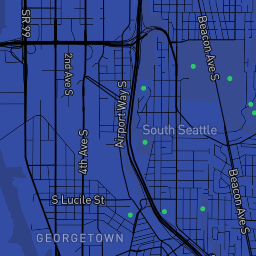 SR 99
2nd Ave S
Beacon Ave S
Airport Way S
4th Ave S
South Seattle
Beacon Ave S
S Lucile St
GEORGETOWN